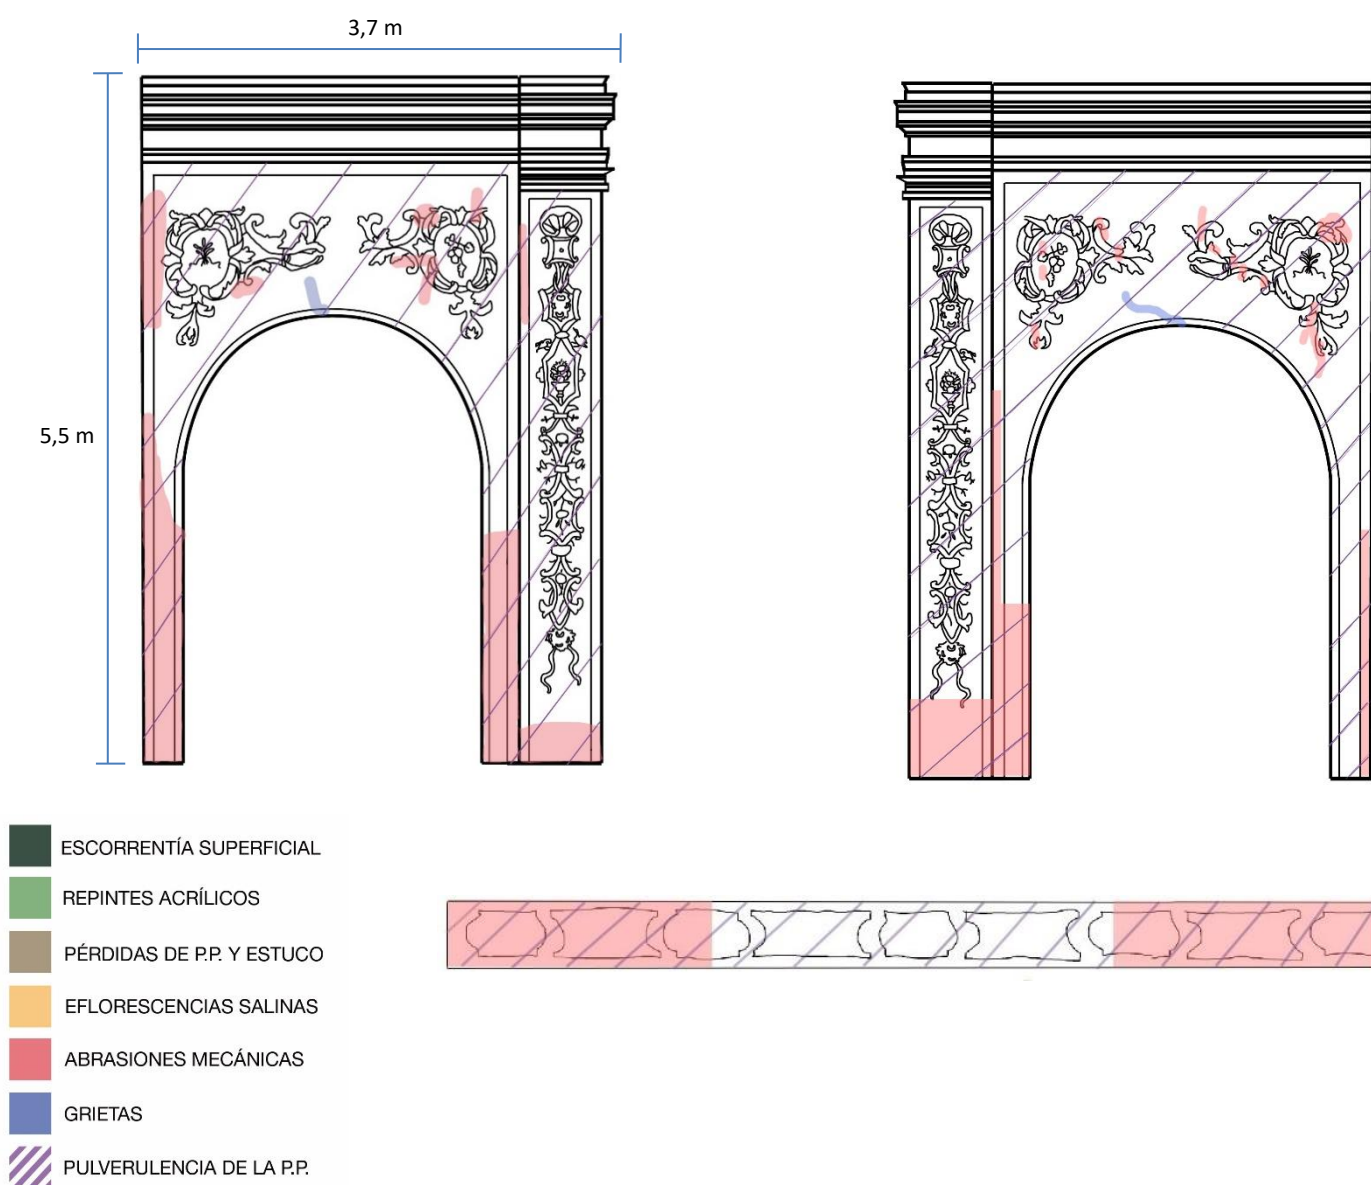 3,7 m
5,5 m
ESCORRENTÍA SUPERFICIAL
REPINTES ACRÍLICOS
PÉRDIDAS DE P.P. Y ESTUCO
EFLORESCENCIAS SALINAS
ABRASIONES MECÁNICAS
GRIETAS
PULVERULENCIA DE LA P.P.